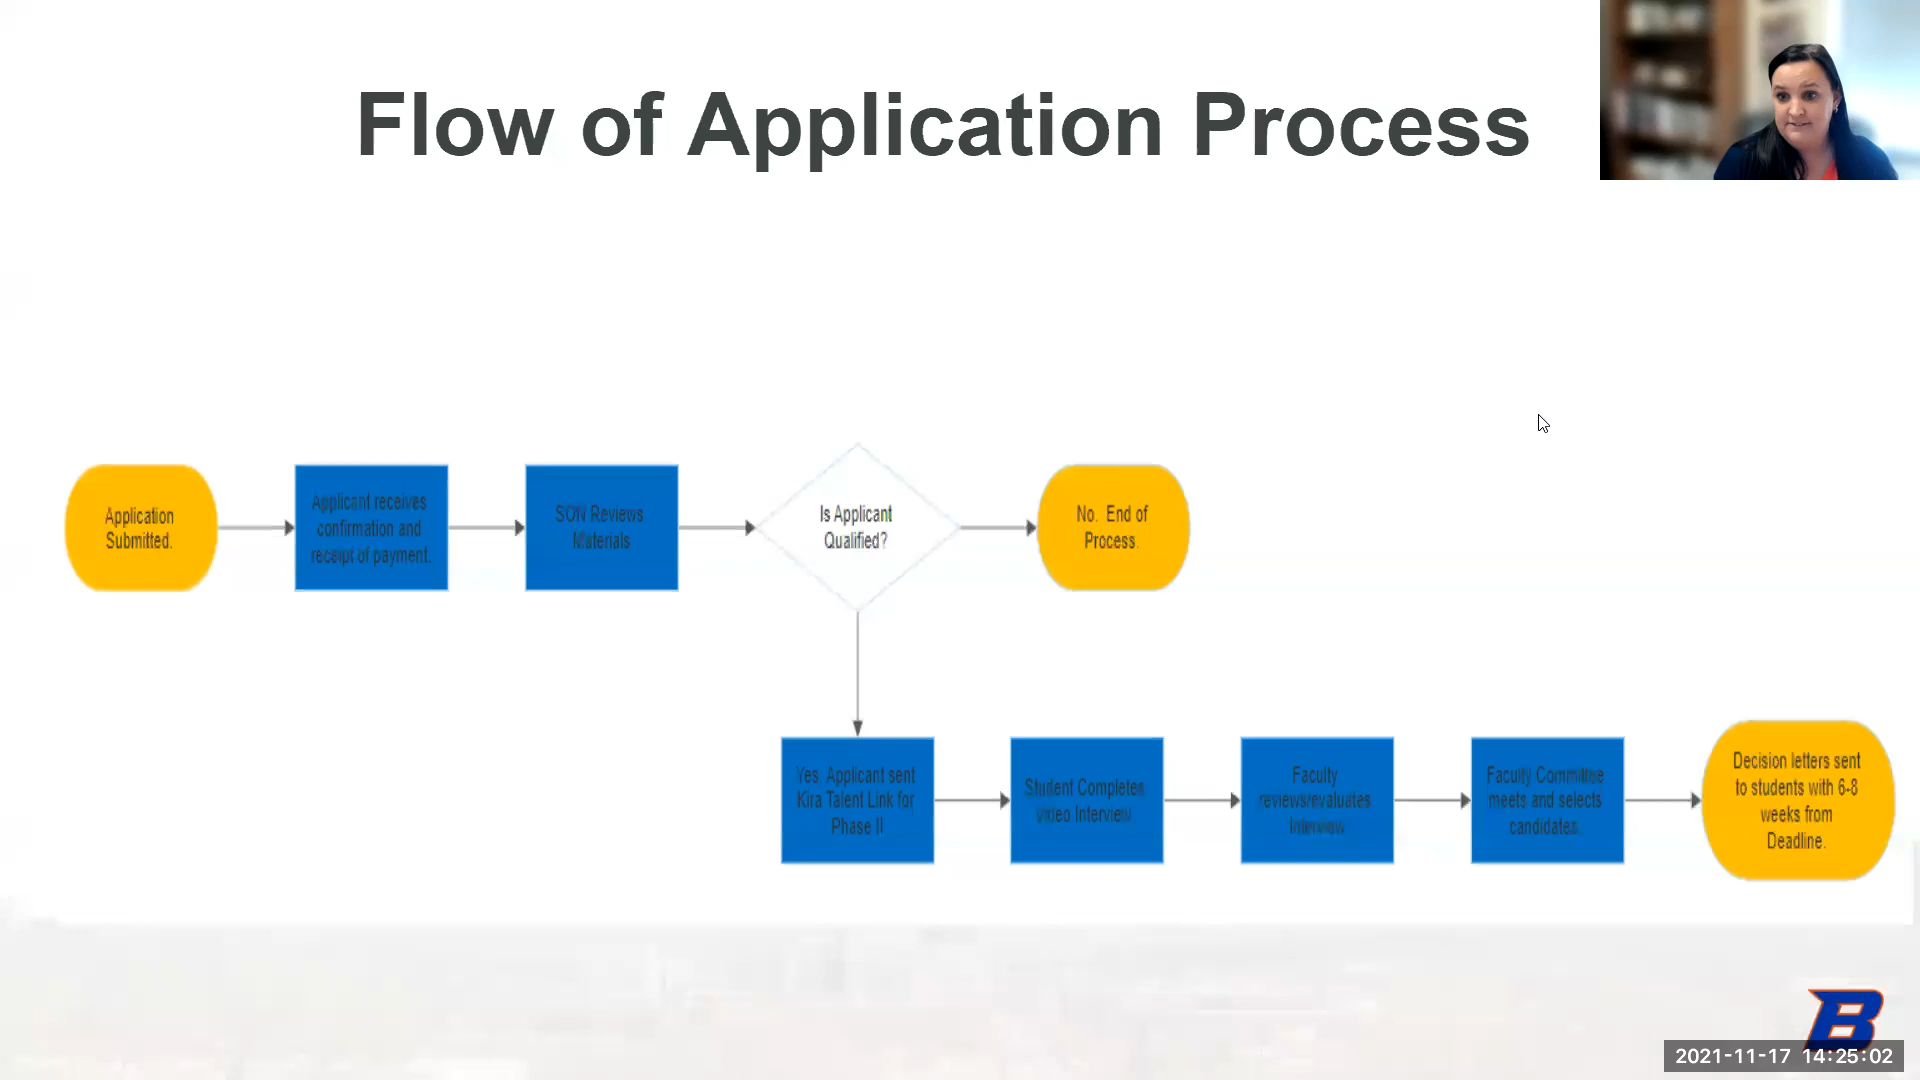 Flow of Application Process
Application
Submitted.
Applicant receives
confirmation and
receipt of payment.
SON Reviews
Materials
Is Applicant
Qualified?
No. End of
Process.
Yes. Applicant sent
Kira Talent Link for
Phase II
Student Completes
video Interview
Faculty
reviews/evaluates
Interview
Faculty Committee
meets and selects
candidates.
Decision letters sent
to students with 6-8
weeks from
Deadline.
B
2021-11-17 14:25:02